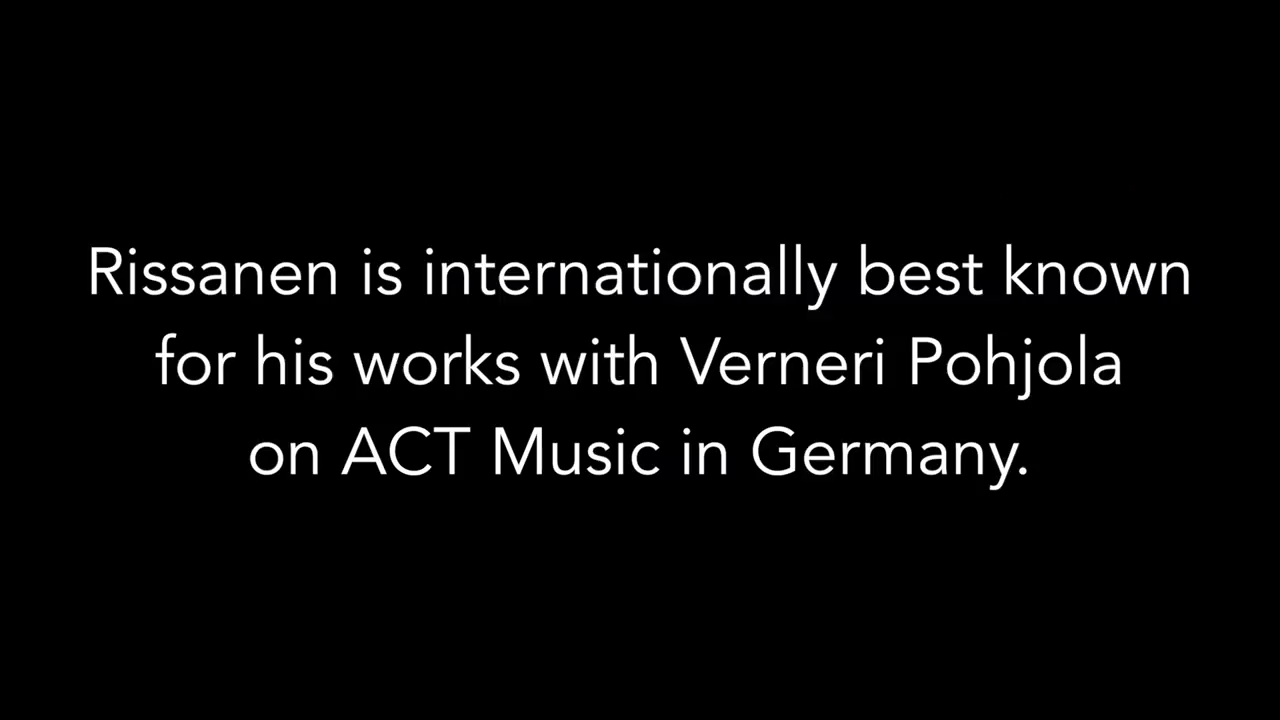 Rissanen is internationally best known
for his works with Verneri Pohjola
on ACT Music in Germany.